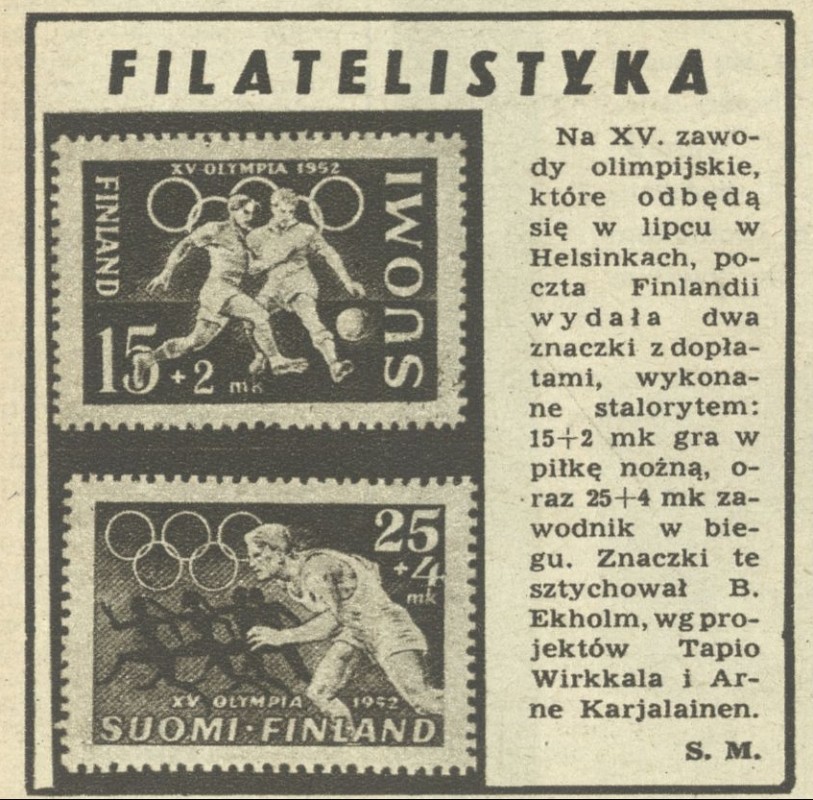 FILATELISTYKA
XV OLYMPIA 1952
FINLAND
SUOMI
15 + 2 mk
25
+ 4
mk
XV OLYMPIA 1952
SUOMI·FINLAND
Na XV. zawo-
dy olimpijskie,
które odbędą
się w lipcu w
Helsinkach, po-
czta Finlandii
wydała dwa
znaczki z dopła-
tami, wykona-
ne stalorytem:
15+2 mk gra w
piłkę nożną, o-
raz 25+4 mk za-
wodnik w bie-
gu. Znaczki te
sztychował B.
Ekholm, wg pro-
jektów Tapio
Wirkkala i Ar-
ne Karjalainen.
S. M.